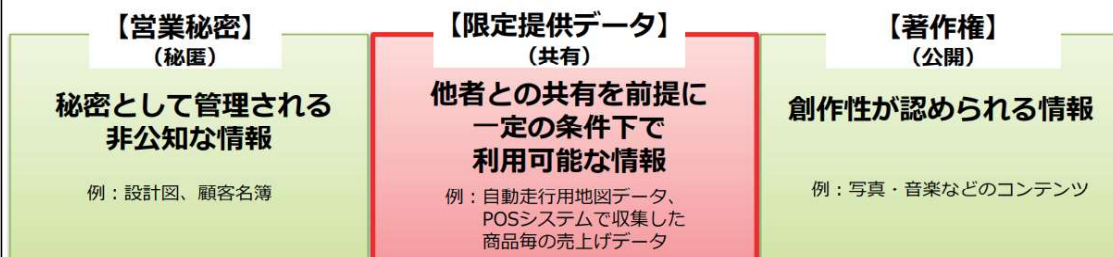 【営業秘密】
（秘匿）
秘密として管理される
非公知な情報
例：設計図、顧客名簿
【限定提供データ】
（共有）
他者との共有を前提に
一定の条件下で
利用可能な情報
例：自動走行用地図データ、
POSシステムで収集した
商品毎の売上げデータ
【著作権】
（公開）
創作性が認められる情報
例：写真・音楽などのコンテンツ